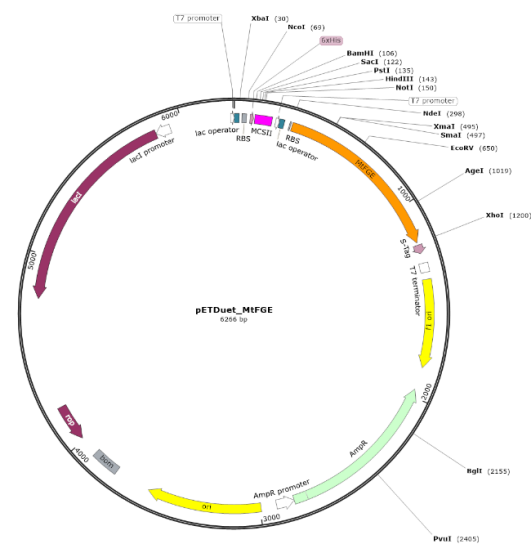 T7 promoter
XbaI (30)
NcoI (69)
6xHis
BamHI (106)
SacI (122)
PstI (135)
HindIII (143)
NotI (150)
T7 promoter
NdeI (298)
XmaI (495)
SmaI (497)
EcoRV (650)
AgeI (1019)
XhoI (1200)
lac operator
RBS
MCSII
lac operator
RBS
MtFGE
1000
S-Tag
T7 terminator
f1 ori
2000
BglI (2155)
PvuI (2405)
AmpR
AmpR promoter
3000
ori
bom
4000
rop
5000
lacI
lacI promoter
6000
pETDuet_MtFGE
6266 bp